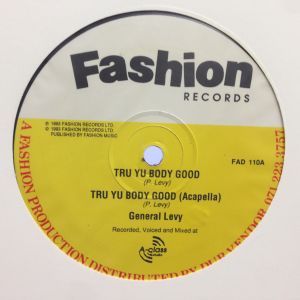 Fashion
RECORDS
℗ 1993 FASHION RECORDS LTD.
© 1993 FASHION RECORDS LTD.
PUBLISHED BY FASHION MUSIC
FAD 110A
TRU YU BODY GOOD
(P. Levy)
TRU YU BODY GOOD (Acapella)
(P. Levy)
General Levy
Recorded, Voiced and Mixed at
A-class
studio
A FASHION PRODUCTION DISTRIBUTED BY DUB VENDOR 071 223 3757